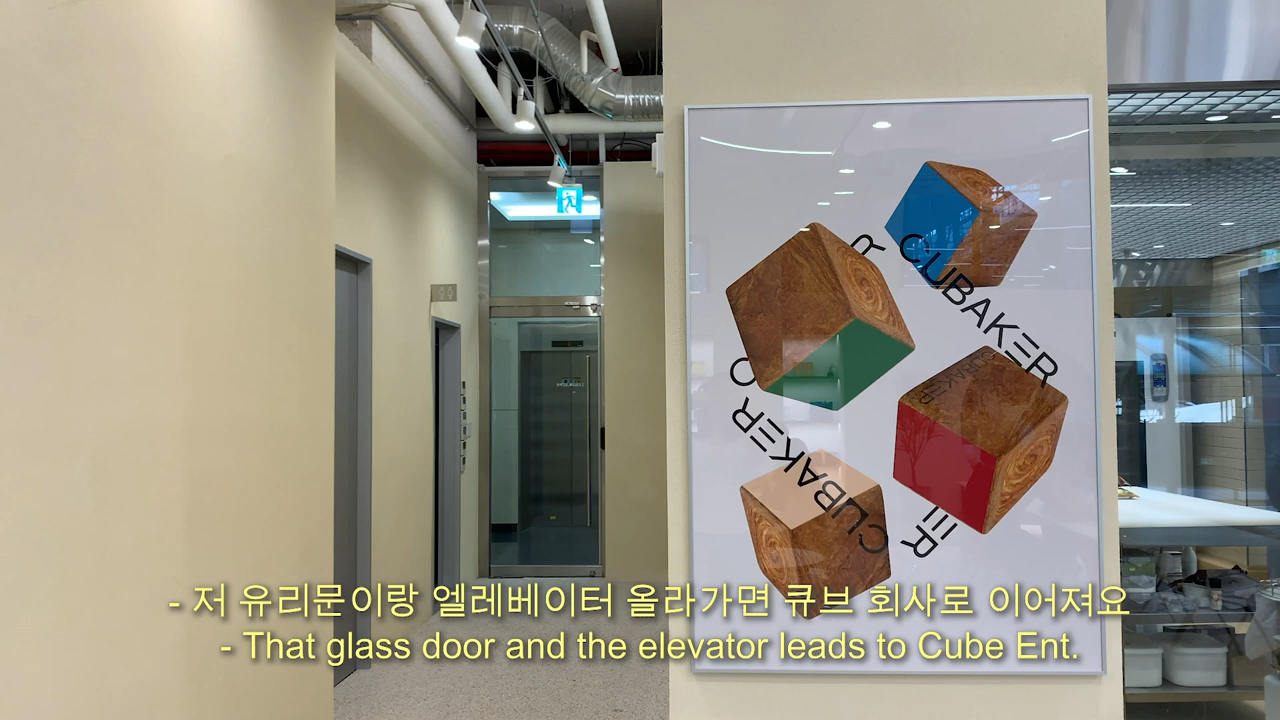 CUBAKER
R
CUBAKER
CUBAKER
ER
- 저 유리문이랑 엘레베이터 올라가면 큐브 회사로 이어져요
- That glass door and the elevator leads to Cube Ent.